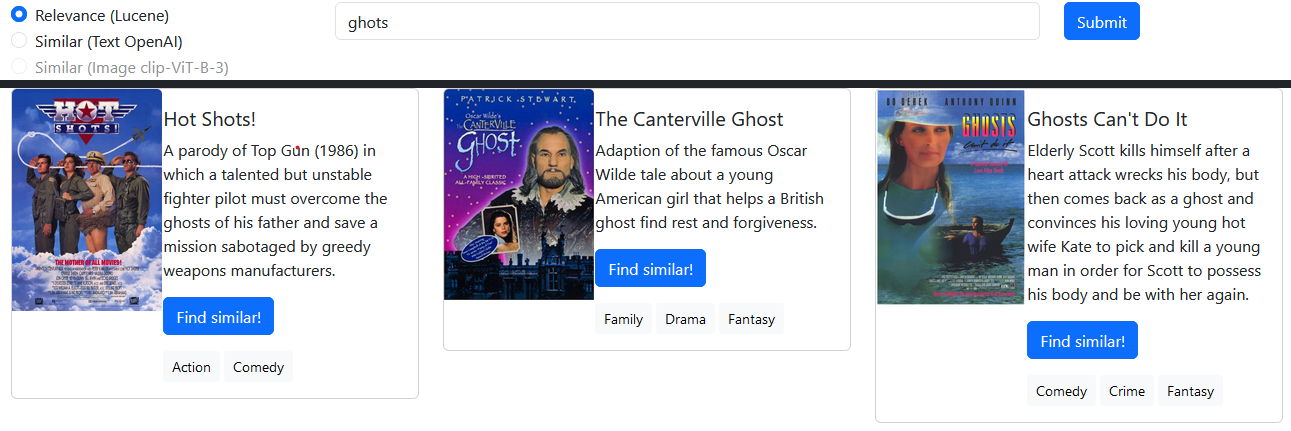 Relevance (Lucene)
Similar (Text OpenAI)
Similar (Image clip-ViT-B-3)
ghots
Submit
HOT
SHOTS!
THE MOTHER OF ALL MOVIES!
Hot Shots!
A parody of Top Gun (1986) in
which a talented but unstable
fighter pilot must overcome the
ghosts of his father and save a
mission sabotaged by greedy
weapons manufacturers.
Find similar!
Action
Comedy
PATRICK STEWART
Oscar Wilde's
The CANTERVILLE
GHOST
A HIGH-SPIRITED
ALL-FAMILY CLASSIC
The Canterville Ghost
Adaption of the famous Oscar
Wilde tale about a young
American girl that helps a British
ghost find rest and forgiveness.
Find similar!
Family
Drama
Fantasy
BO DEREK ANTHONY QUINN
GHOSTS
can't do it
Ghosts Can't Do It
Elderly Scott kills himself after a
heart attack wrecks his body, but
then comes back as a ghost and
convinces his loving young hot
wife Kate to pick and kill a young
man in order for Scott to possess
his body and be with her again.
Find similar!
Comedy
Crime
Fantasy